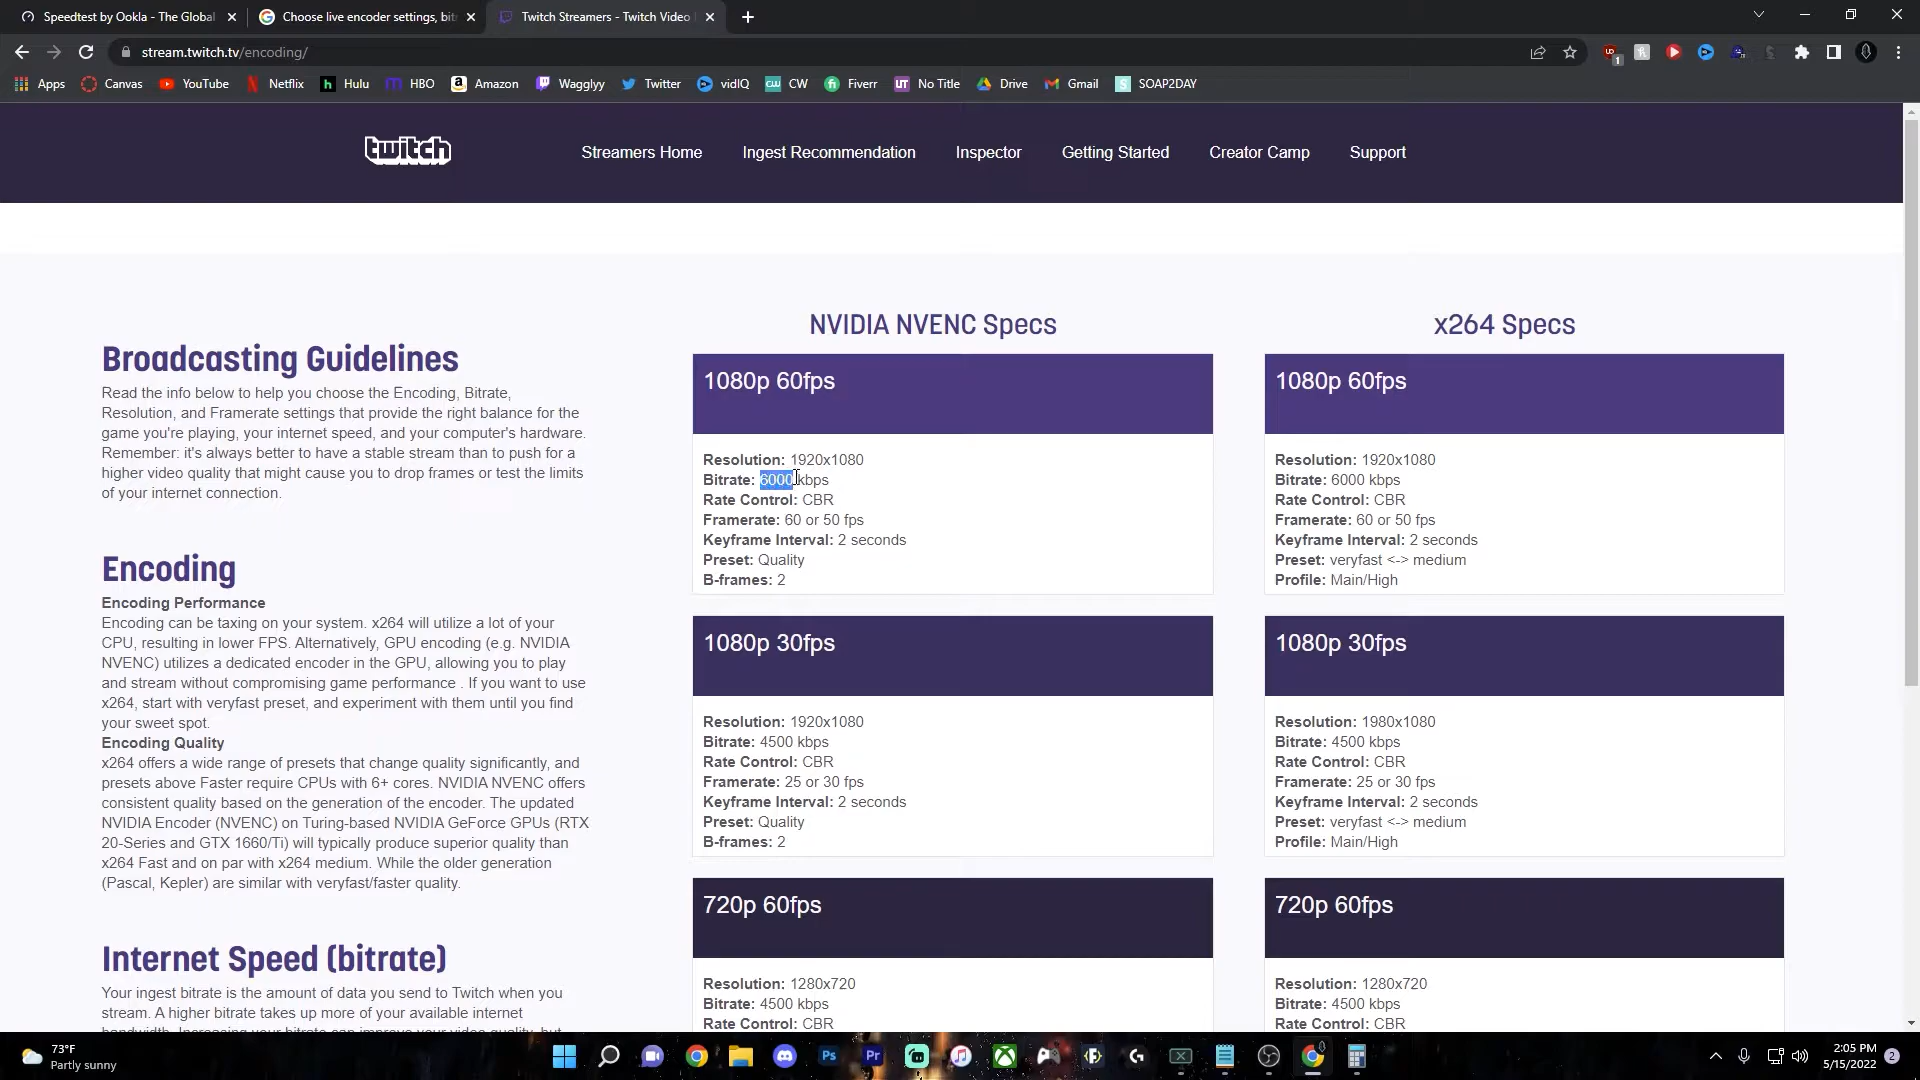 Speedtest by Ookla - The Global
Choose live encoder settings, bit
Twitch Streamers - Twitch Video
stream.twitch.tv/encoding/
1
Apps
Canvas
YouTube
Netflix
Hulu
HBO
Amazon
Wagglyy
Twitter
vidIQ
CW
Fiverr
No Title
Drive
Gmail
SOAP2DAY
twitch
Streamers Home
Ingest Recommendation
Inspector
Getting Started
Creator Camp
Support
Broadcasting Guidelines
Read the info below to help you choose the Encoding, Bitrate,
Resolution, and Framerate settings that provide the right balance for the
game you're playing, your internet speed, and your computer's hardware.
Remember: it's always better to have a stable stream than to push for a
higher video quality that might cause you to drop frames or test the limits
of your internet connection.
Encoding
Encoding Performance
Encoding can be taxing on your system. x264 will utilize a lot of your
CPU, resulting in lower FPS. Alternatively, GPU encoding (e.g. NVIDIA
NVENC) utilizes a dedicated encoder in the GPU, allowing you to play
and stream without compromising game performance . If you want to use
x264, start with veryfast preset, and experiment with them until you find
your sweet spot.
Encoding Quality
x264 offers a wide range of presets that change quality significantly, and
presets above Faster require CPUs with 6+ cores. NVIDIA NVENC offers
consistent quality based on the generation of the encoder. The updated
NVIDIA Encoder (NVENC) on Turing-based NVIDIA GeForce GPUs (RTX
20-Series and GTX 1660/Ti) will typically produce superior quality than
x264 Fast and on par with x264 medium. While the older generation
(Pascal, Kepler) are similar with veryfast/faster quality.
Internet Speed (bitrate)
Your ingest bitrate is the amount of data you send to Twitch when you
stream. A higher bitrate takes up more of your available internet
bandwidth. Increasing your bitrate can improve your video quality, but
NVIDIA NVENC Specs
1080p 60fps
Resolution: 1920x1080
Bitrate: 6000 kbps
Rate Control: CBR
Framerate: 60 or 50 fps
Keyframe Interval: 2 seconds
Preset: Quality
B-frames: 2
1080p 30fps
Resolution: 1920x1080
Bitrate: 4500 kbps
Rate Control: CBR
Framerate: 25 or 30 fps
Keyframe Interval: 2 seconds
Preset: Quality
B-frames: 2
720p 60fps
Resolution: 1280x720
Bitrate: 4500 kbps
Rate Control: CBR
x264 Specs
1080p 60fps
Resolution: 1920x1080
Bitrate: 6000 kbps
Rate Control: CBR
Framerate: 60 or 50 fps
Keyframe Interval: 2 seconds
Preset: veryfast <-> medium
Profile: Main/High
1080p 30fps
Resolution: 1980x1080
Bitrate: 4500 kbps
Rate Control: CBR
Framerate: 25 or 30 fps
Keyframe Interval: 2 seconds
Preset: veryfast <-> medium
Profile: Main/High
720p 60fps
Resolution: 1280x720
Bitrate: 4500 kbps
Rate Control: CBR
73°F
Partly sunny
Ps
Pr
2:05 PM
5/15/2022
2